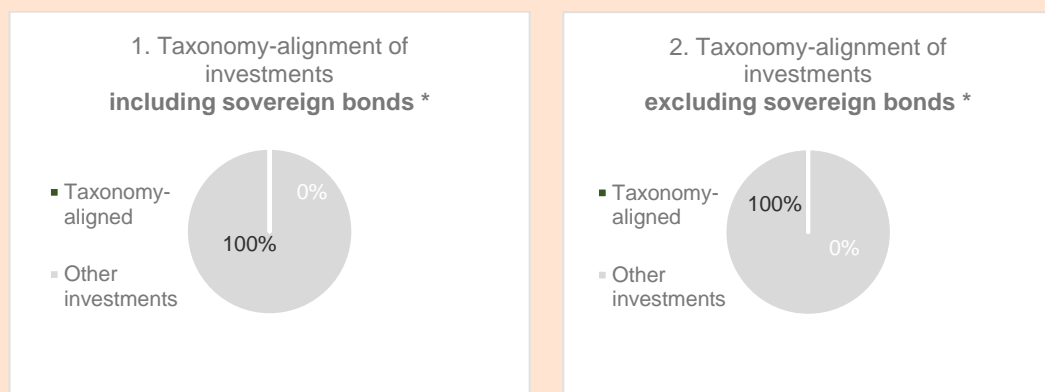 1. Taxonomy-alignment of
investments
including sovereign bonds *
Taxonomy-
aligned
Other
investments
0%
100%
2. Taxonomy-alignment of
investments
excluding sovereign bonds *
Taxonomy-
aligned
Other
investments
100%
0%